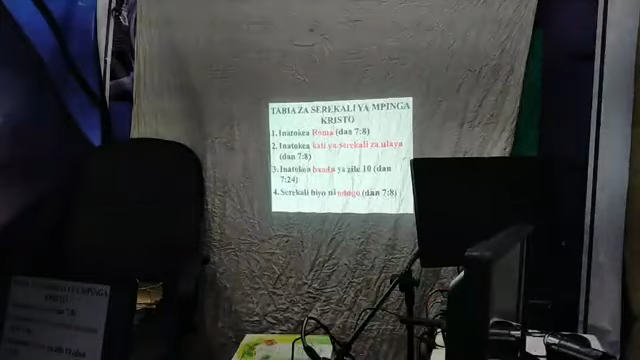 TABIA ZA SEREKALI YA MPINGA
KRISTO
1. Inatokea Roma (dan 7:8)
2. Inatokea kati ya serekali za ulaya
(dan 7:8)
3. Inatokea baada ya zile 10 (dan
7:24)
4. Serekali hiyo ni ndogo (dan 7:8)